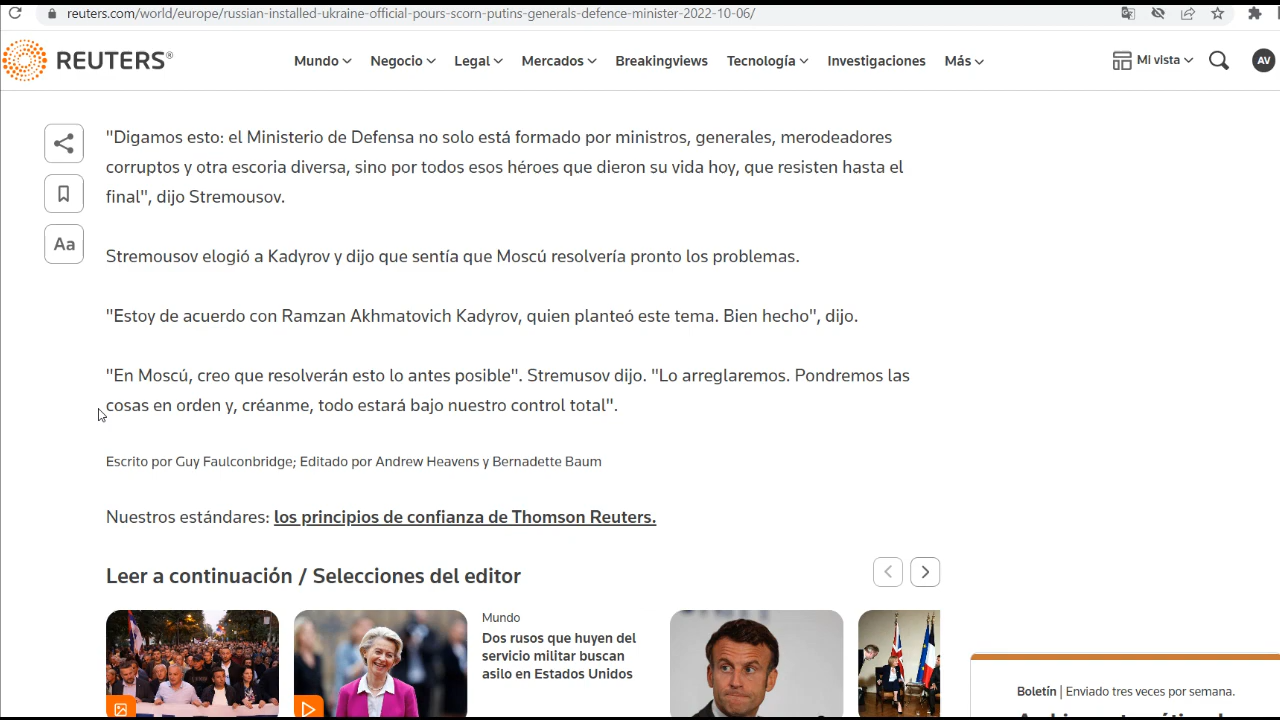 reuters.com/world/europe/russian-installed-ukraine-official-pours-scorn-putins-generals-defence-minister-2022-10-06/
REUTERS®
Mundo Negocio Legal Mercados Breakingviews Tecnología Investigaciones Más
Mi vista
AV
"Digamos esto: el Ministerio de Defensa no solo está formado por ministros, generales, merodeadores
corruptos y otra escoria diversa, sino por todos esos héroes que dieron su vida hoy, que resisten hasta el
final", dijo Stremousov.
Aa
Stremousov elogió a Kadyrov y dijo que sentía que Moscú resolvería pronto los problemas.
"Estoy de acuerdo con Ramzan Akhmatovich Kadyrov, quien planteó este tema. Bien hecho", dijo.
"En Moscú, creo que resolverán esto lo antes posible". Stremusov dijo. "Lo arreglaremos. Pondremos las
cosas en orden y, créanme, todo estará bajo nuestro control total".
Escrito por Guy Faulconbridge; Editado por Andrew Heavens y Bernadette Baum
Nuestros estándares: los principios de confianza de Thomson Reuters.
Leer a continuación / Selecciones del editor
Mundo
Dos rusos que huyen del
servicio militar buscan
asilo en Estados Unidos
Boletín | Enviado tres veces por semana.